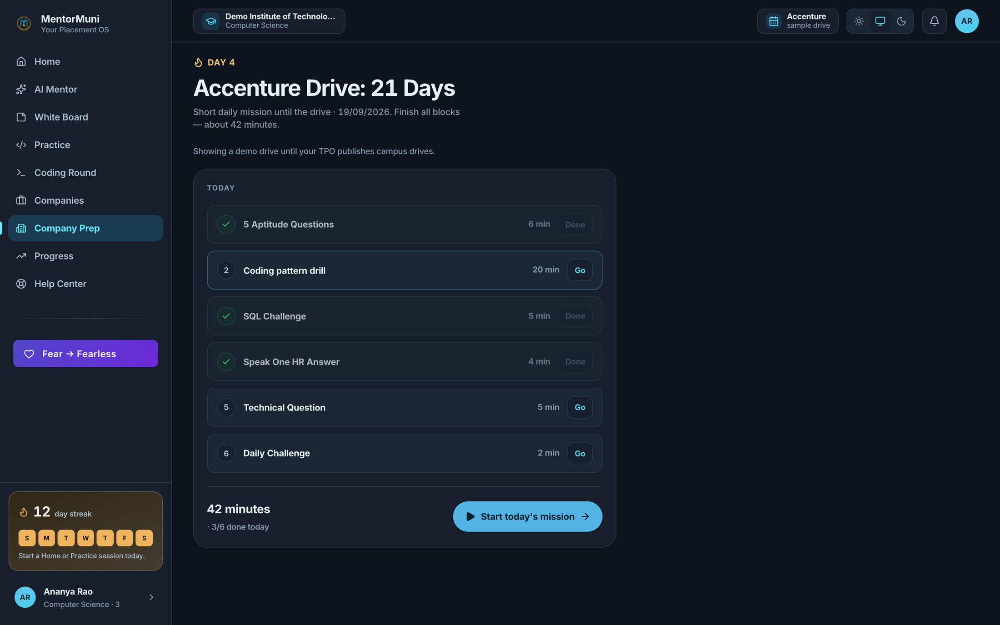 MentorMuni
Your Placement OS
Home
AI Mentor
White Board
Practice
Coding Round
Companies
Company Prep
Progress
Help Center
Fear → Fearless
12 day streak
S M T W T F S
Start a Home or Practice session today.
AR
Ananya Rao
Computer Science · 3
Demo Institute of Technolo...
Computer Science
Accenture
sample drive
AR
DAY 4
Accenture Drive: 21 Days
Short daily mission until the drive · 19/09/2026. Finish all blocks
— about 42 minutes.
Showing a demo drive until your TPO publishes campus drives.
TODAY
5 Aptitude Questions 6 min Done
2 Coding pattern drill 20 min Go
SQL Challenge 5 min Done
Speak One HR Answer 4 min Done
5 Technical Question 5 min Go
6 Daily Challenge 2 min Go
42 minutes
· 3/6 done today
Start today's mission →